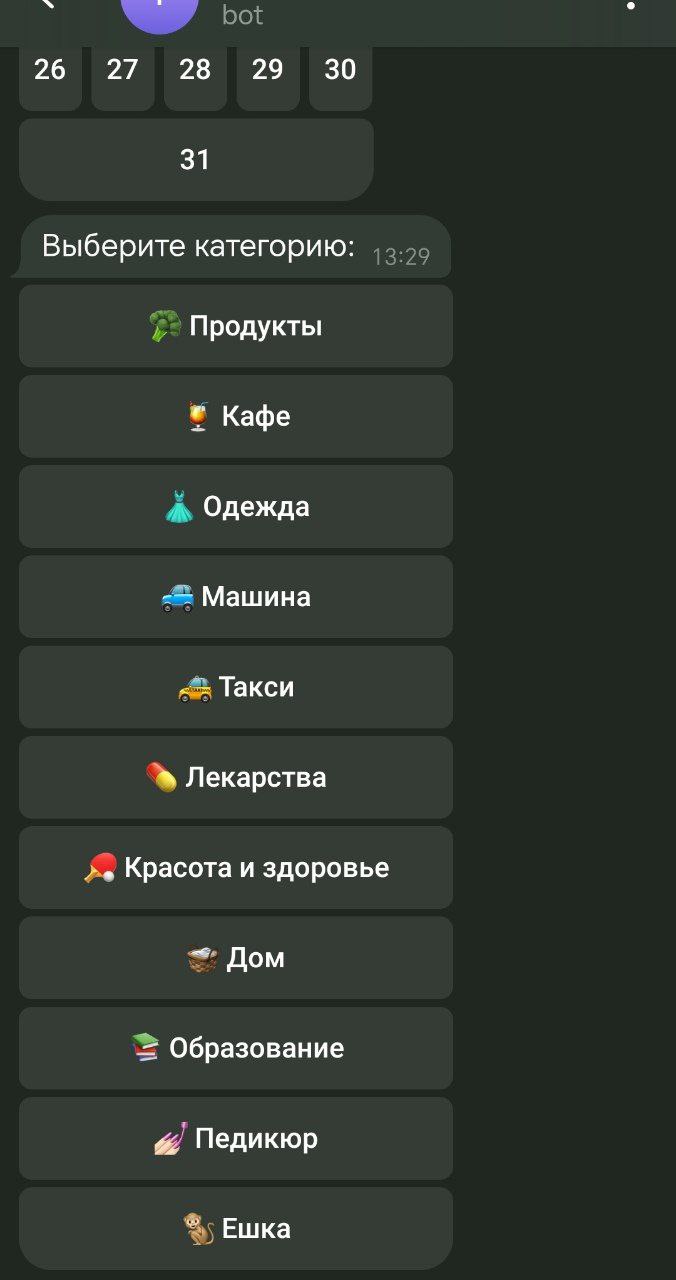 bot
26 27 28 29 30
31
Выберите категорию: 13:29
🥦 Продукты
🍹 Кафе
👗 Одежда
🚙 Машина
🚕 Такси
💊 Лекарства
🏓 Красота и здоровье
🧺 Дом
📚 Образование
💅 Педикюр
🐒 Ешка